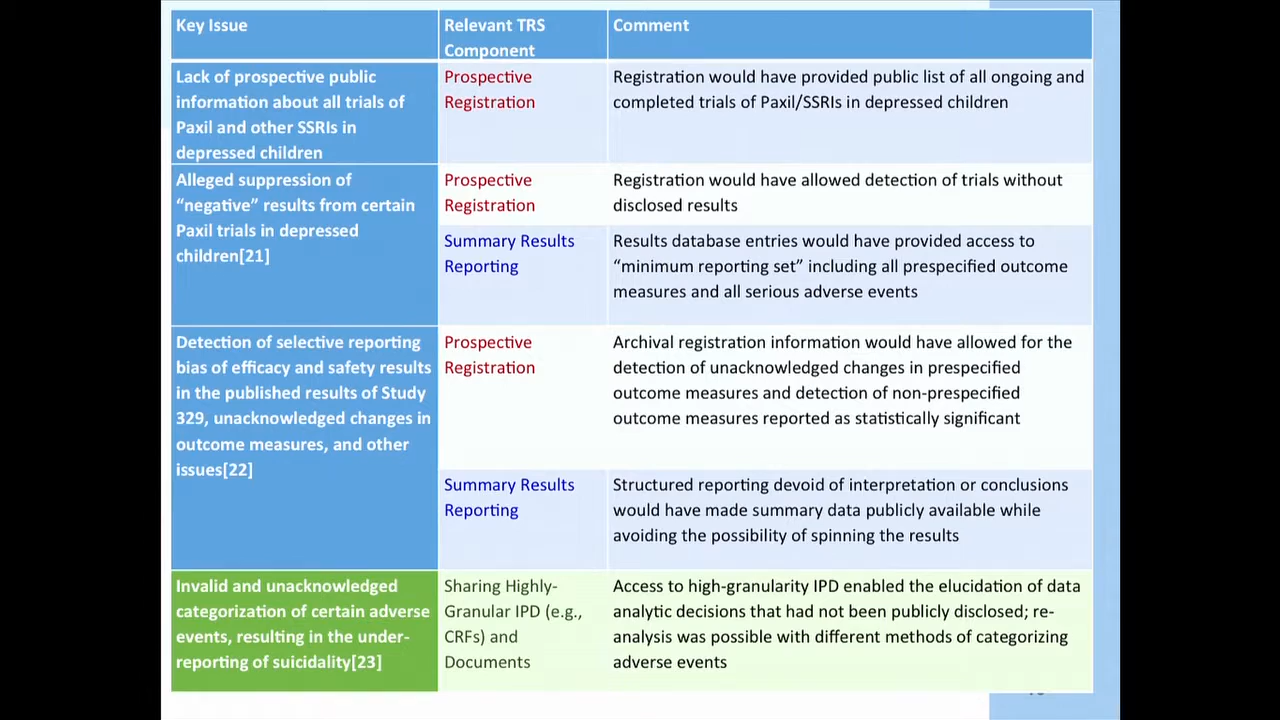 Key Issue
Relevant TRS
Component
Comment
Lack of prospective public
information about all trials of
Paxil and other SSRIs in
depressed children
Prospective
Registration
Registration would have provided public list of all ongoing and
completed trials of Paxil/SSRIs in depressed children
Alleged suppression of
“negative” results from certain
Paxil trials in depressed
children[21]
Prospective
Registration
Registration would have allowed detection of trials without
disclosed results
Summary Results
Reporting
Results database entries would have provided access to
“minimum reporting set” including all prespecified outcome
measures and all serious adverse events
Detection of selective reporting
bias of efficacy and safety results
in the published results of Study
329, unacknowledged changes in
outcome measures, and other
issues[22]
Prospective
Registration
Archival registration information would have allowed for the
detection of unacknowledged changes in prespecified
outcome measures and detection of non-prespecified
outcome measures reported as statistically significant
Summary Results
Reporting
Structured reporting devoid of interpretation or conclusions
would have made summary data publicly available while
avoiding the possibility of spinning the results
Invalid and unacknowledged
categorization of certain adverse
events, resulting in the under-
reporting of suicidality[23]
Sharing Highly-
Granular IPD (e.g.,
CRFs) and
Documents
Access to high-granularity IPD enabled the elucidation of data
analytic decisions that had not been publicly disclosed; re-
analysis was possible with different methods of categorizing
adverse events